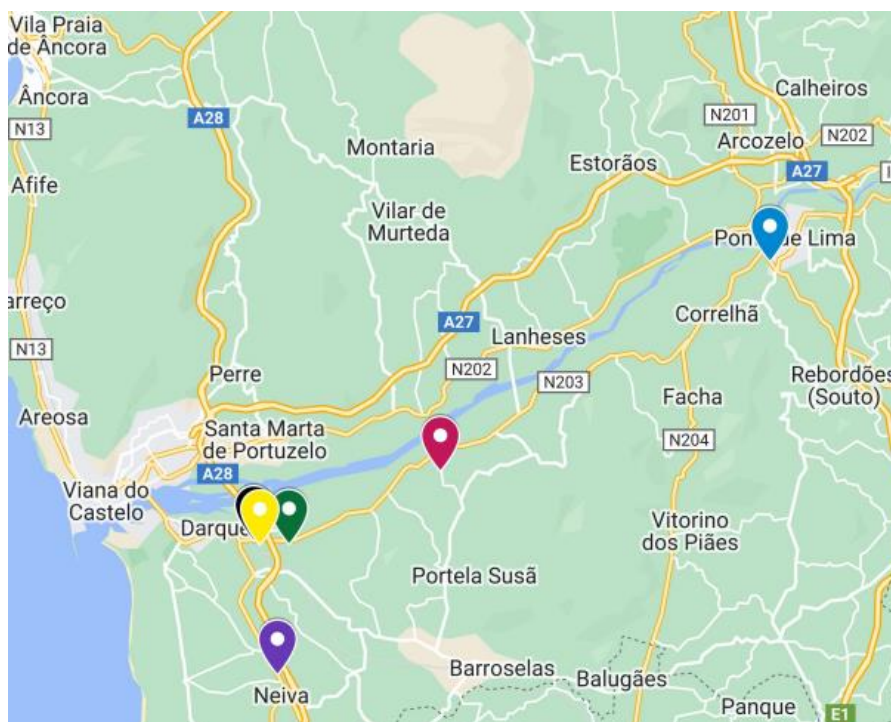 Vila Praia
de Âncora
Âncora
N13
A28
Montaria
Estorãos
N201
Calheiros
Arcozelo
N202
A27
Afife
Vilar de
Murteda
Pon
de Lima
arreço
N13
A27
Lanheses
Correlhã
Perre
N202
N203
Rebordões
(Souto)
Areosa
Facha
Santa Marta
de Portuzelo
N204
A28
Viana do
Castelo
Darque
Vitorino
dos Piães
Portela Susã
Neiva
Barroselas
Balugães
Panque
E1